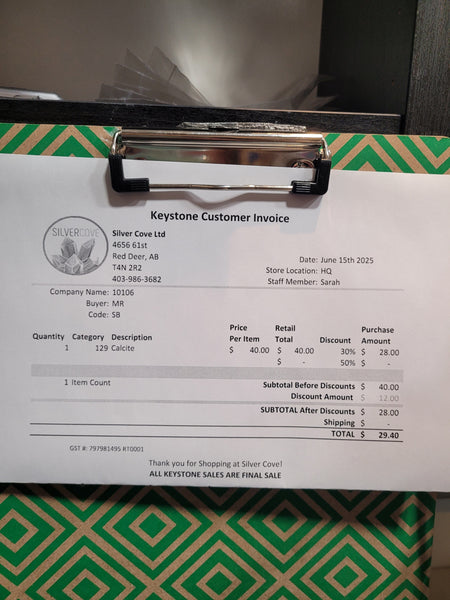 Keystone Customer Invoice
SILVERCOVE
Silver Cove Ltd
4656 61st
Red Deer, AB
T4N 2R2
403-986-3682
Date: June 15th 2025
Store Location: HQ
Staff Member: Sarah
Company Name: 10106
Buyer: MR
Code: SB
Quantity Category Description Price Per Item Retail Total Discount Purchase Amount
1 129 Calcite $ 40.00 $ 40.00 30% $ 28.00
$ - 50% $ -
1 Item Count
Subtotal Before Discounts $ 40.00
Discount Amount $ 12.00
SUBTOTAL After Discounts $ 28.00
Shipping $ -
TOTAL $ 29.40
GST #: 797981495 RT0001
Thank you for Shopping at Silver Cove!
ALL KEYSTONE SALES ARE FINAL SALE